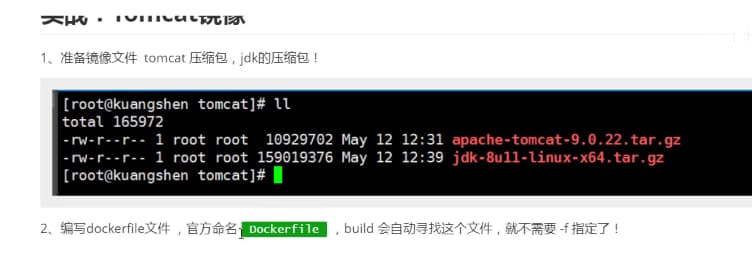 实战：Tomcat镜像
1、准备镜像文件 tomcat 压缩包，jdk的压缩包！
[root@kuangshen tomcat]# ll
total 165972
-rw-r--r-- 1 root root  10929702 May 12 12:31 apache-tomcat-9.0.22.tar.gz
-rw-r--r-- 1 root root 159019376 May 12 12:39 jdk-8u11-linux-x64.tar.gz
[root@kuangshen tomcat]#
2、编写dockerfile文件 ，官方命名 Dockerfile ，build 会自动寻找这个文件，就不需要 -f 指定了！